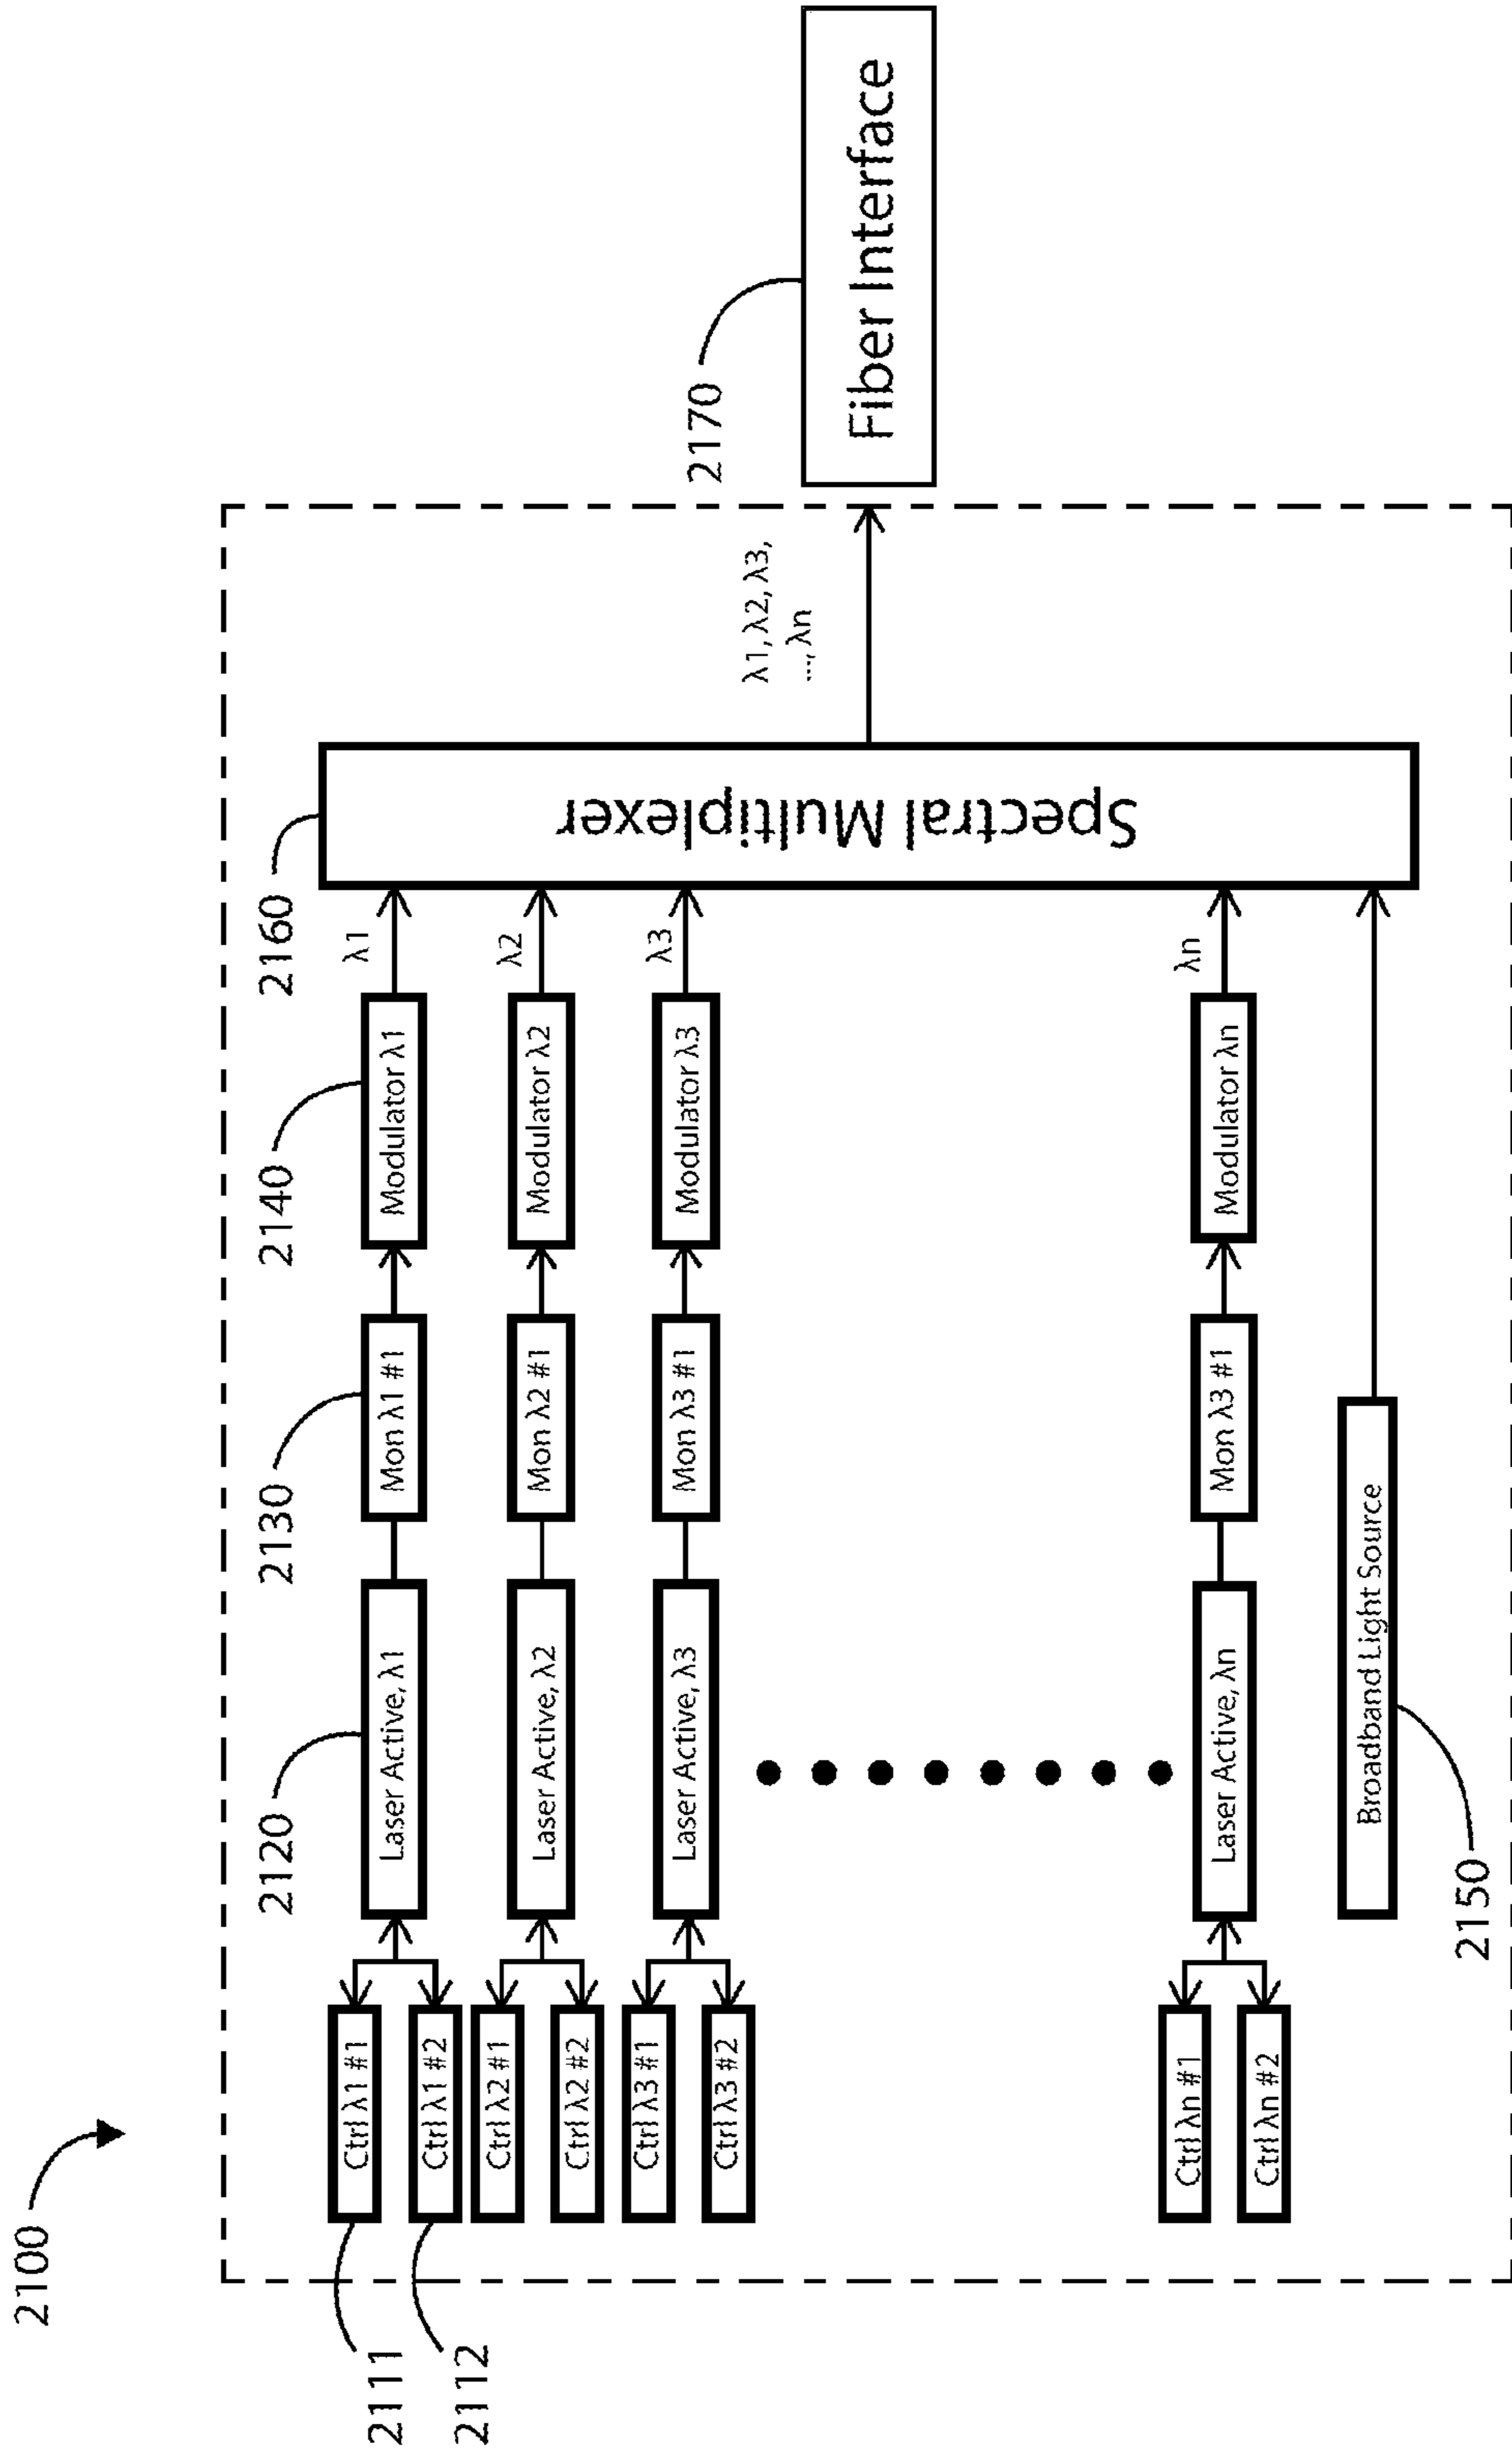 2100
2111
2112
Ctrl λ1 #1
Ctrl λ1 #2
Ctrl λ2 #1
Ctrl λ2 #2
Ctrl λ3 #1
Ctrl λ3 #2
Ctrl λn #1
Ctrl λn #2
2120
Laser Active, λ1
Laser Active, λ2
Laser Active, λ3
Laser Active, λn
2130
Mon λ1 #1
Mon λ2 #1
Mon λ3 #1
Mon λ3 #1
2140
Modulator λ1
Modulator λ2
Modulator λ3
Modulator λn
2150
Broadband Light Source
λ1
λ2
λ3
λn
2160
Spectral Multiplexer
λ1, λ2, λ3,
..., λn
2170
Fiber Interface